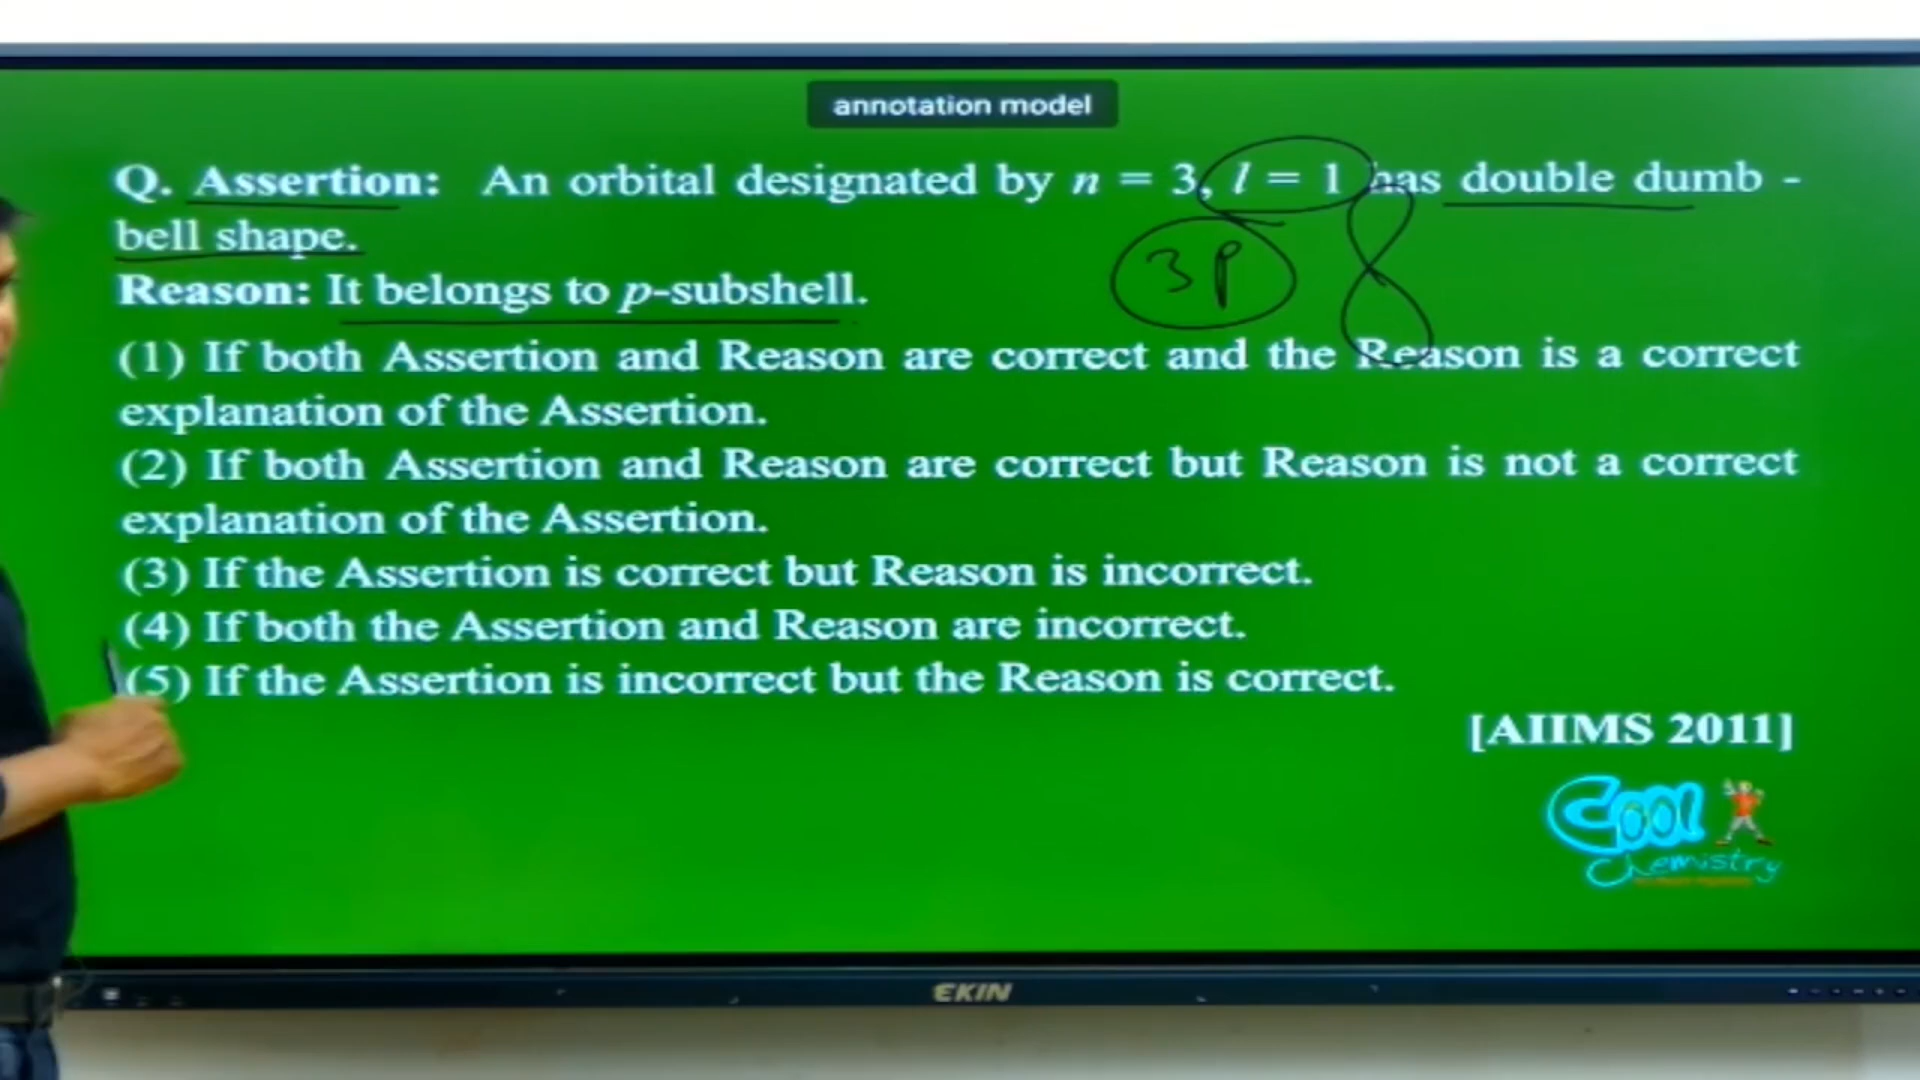 annotation model
Q. Assertion: An orbital designated by n = 3, l = 1 has double dumb -
bell shape.
3p
Reason: It belongs to p-subshell.
(1) If both Assertion and Reason are correct and the Reason is a correct
explanation of the Assertion.
(2) If both Assertion and Reason are correct but Reason is not a correct
explanation of the Assertion.
(3) If the Assertion is correct but Reason is incorrect.
(4) If both the Assertion and Reason are incorrect.
(5) If the Assertion is incorrect but the Reason is correct.
[AIIMS 2011]
Cool
Chemistry
EKIN